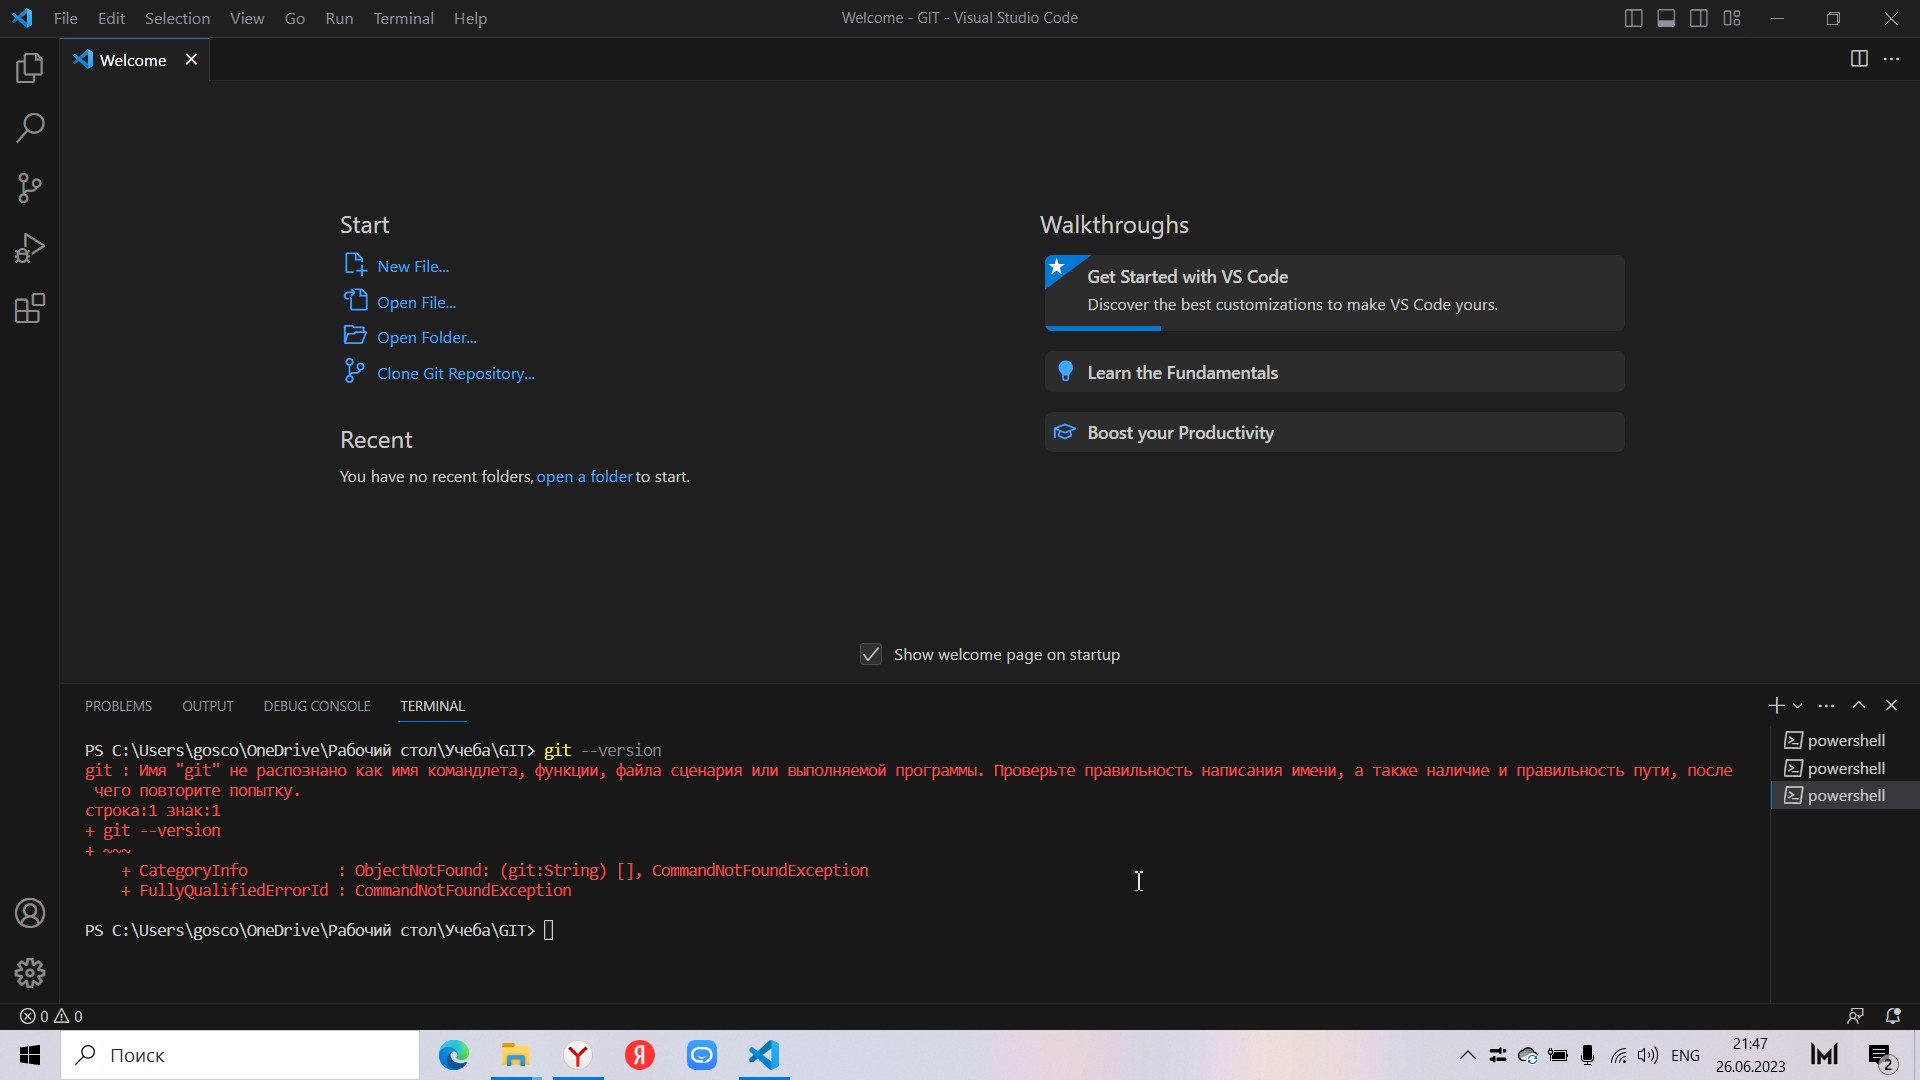 File Edit Selection View Go Run Terminal Help
Welcome - GIT - Visual Studio Code
Welcome
Start
New File...
Open File...
Open Folder...
Clone Git Repository...
Recent
You have no recent folders, open a folder to start.
Walkthroughs
Get Started with VS Code
Discover the best customizations to make VS Code yours.
Learn the Fundamentals
Boost your Productivity
Show welcome page on startup
PROBLEMS OUTPUT DEBUG CONSOLE TERMINAL
PS C:\Users\gosco\OneDrive\Рабочий стол\Учеба\GIT> git --version
git : Имя "git" не распознано как имя командлета, функции, файла сценария или выполняемой программы. Проверьте правильность написания имени, а также наличие и правильность пути, после
чего повторите попытку.
строка:1 знак:1
+ git --version
+ ~~~
+ CategoryInfo : ObjectNotFound: (git:String) [], CommandNotFoundException
+ FullyQualifiedErrorId : CommandNotFoundException
PS C:\Users\gosco\OneDrive\Рабочий стол\Учеба\GIT>
powershell
powershell
powershell
0 0
Поиск
ENG
21:47
26.06.2023
2